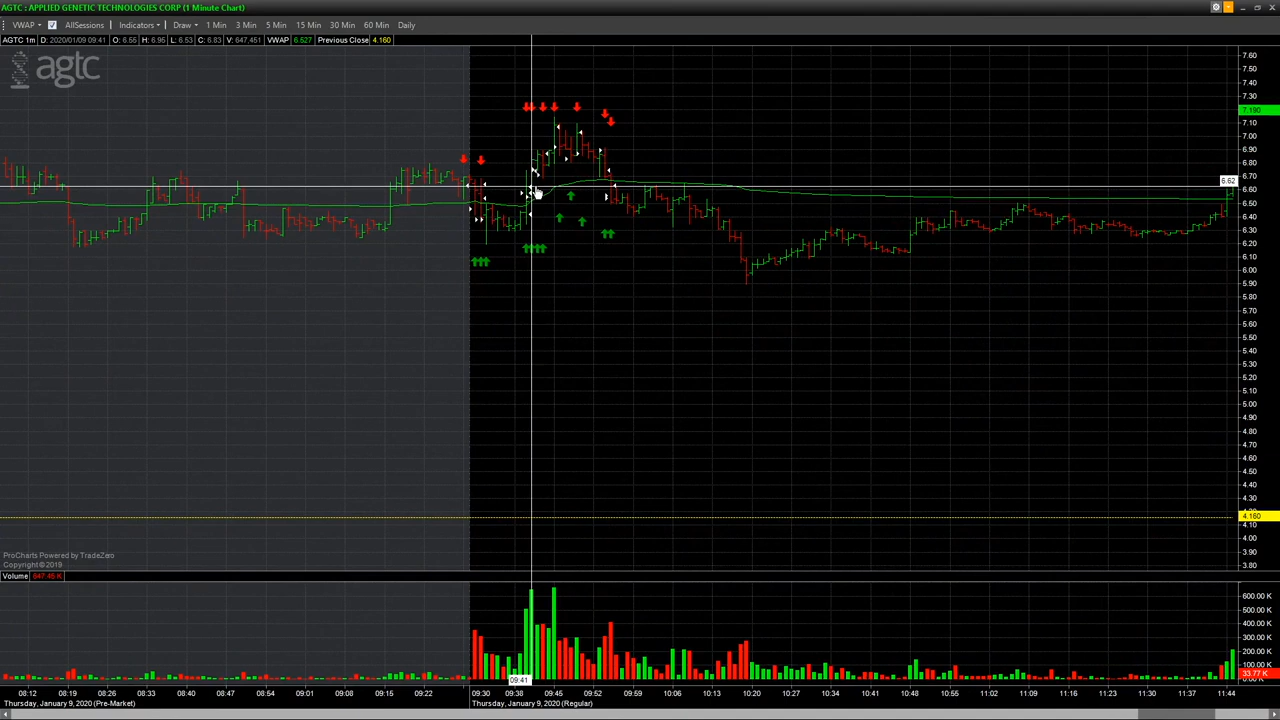 AGTC : APPLIED GENETIC TECHNOLOGIES CORP (1 Minute Chart)
VWAP AllSessions Indicators Draw 1 Min 3 Min 5 Min 15 Min 30 Min 60 Min Daily
AGTC 1m D: 2020/01/09 09:41 O: 6.55 H: 6.95 L: 6.53 C: 6.83 V: 647,451 VWAP 6.527 Previous Close 4.160
agtc
7.60
7.50
7.40
7.30
7.190
7.10
7.00
6.90
6.80
6.70
6.62
6.60
6.50
6.40
6.30
6.20
6.10
6.00
5.90
5.80
5.70
5.60
5.50
5.40
5.30
5.20
5.10
5.00
4.90
4.80
4.70
4.60
4.50
4.40
4.30
4.160
4.10
4.00
3.90
3.80
ProCharts Powered by TradeZero
Copyright©2019
Volume 647.45 K
600.00 K
500.00 K
400.00 K
300.00 K
200.00 K
100.00 K
33.77 K
09:41
08:12 08:19 08:26 08:33 08:40 08:47 08:54 09:01 09:08 09:15 09:22 09:30 09:38 09:45 09:52 09:59 10:06 10:13 10:20 10:27 10:34 10:41 10:48 10:55 11:02 11:09 11:16 11:23 11:30 11:37 11:44
Thursday, January 9, 2020 (Pre-Market) Thursday, January 9, 2020 (Regular)